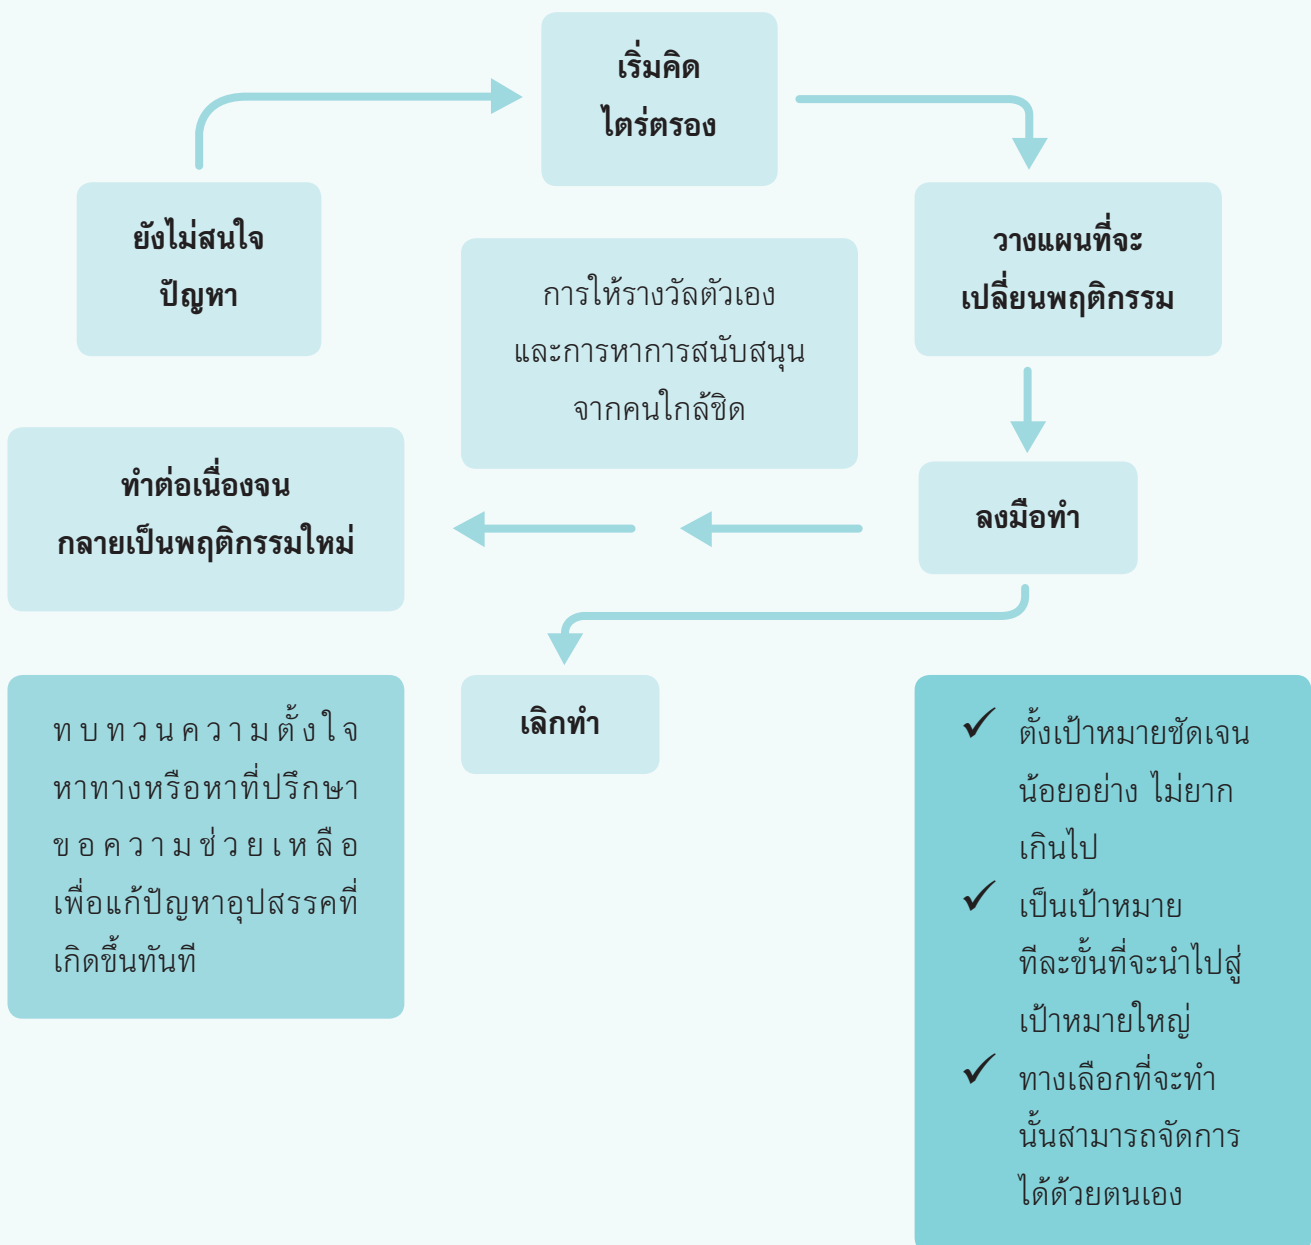 เริ่มคิด
ไตร่ตรอง
ยังไม่สนใจ
ปัญหา
วางแผนที่จะ
เปลี่ยนพฤติกรรม
การให้รางวัลตัวเอง
และการหาการสนับสนุน
จากคนใกล้ชิด
ทำต่อเนื่องจน
กลายเป็นพฤติกรรมใหม่
ลงมือทำ
เลิกทำ
ทบทวนความตั้งใจ
หาทางหรือหาที่ปรึกษา
ขอความช่วยเหลือ
เพื่อแก้ปัญหาอุปสรรคที่
เกิดขึ้นทันที
✓ ตั้งเป้าหมายชัดเจน
น้อยอย่าง ไม่ยาก
เกินไป
✓ เป็นเป้าหมาย
ทีละขั้นที่จะนำไปสู่
เป้าหมายใหญ่
✓ ทางเลือกที่จะทำ
นั้นสามารถจัดการ
ได้ด้วยตนเอง